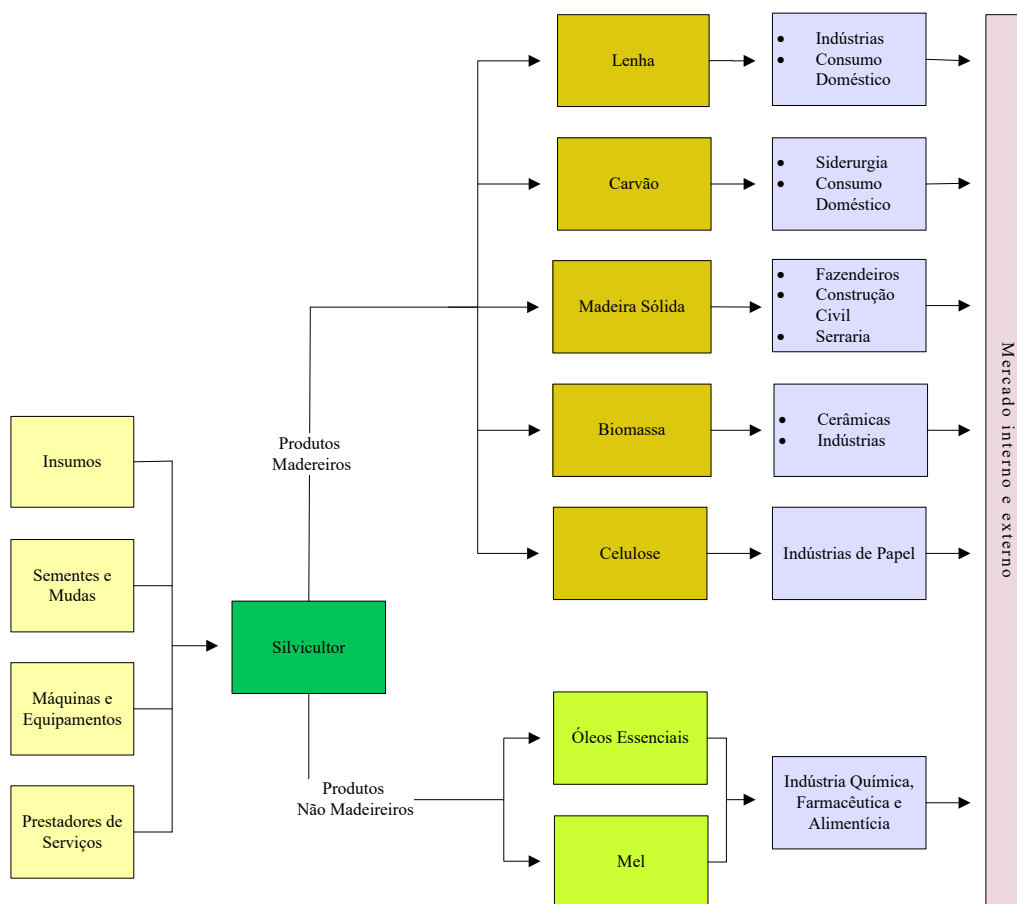 Insumos
Sementes e
Mudas
Máquinas e
Equipamentos
Prestadores de
Serviços
Silvicultor
Produtos
Madereiros
Produtos
Não Madeireiros
Lenha
• Indústrias
• Consumo
Doméstico
Carvão
• Siderurgia
• Consumo
Doméstico
Madeira Sólida
• Fazendeiros
• Construção
Civil
• Serraria
Biomassa
• Cerâmicas
• Indústrias
Celulose
Indústrias de Papel
Óleos Essenciais
Mel
Indústria Química,
Farmacêutica e
Alimentícia
Mercado interno e externo